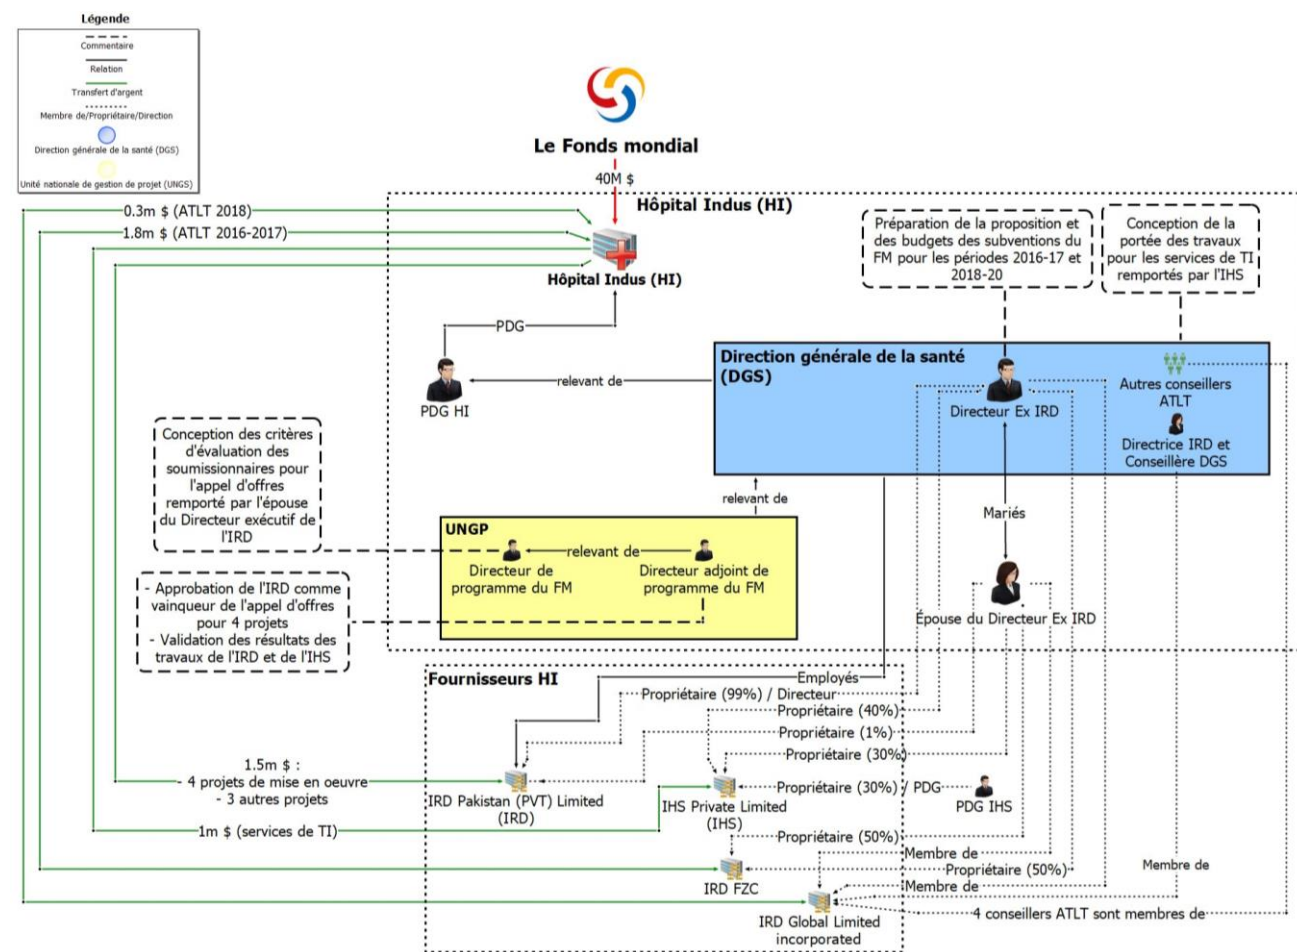 Légende
Commentaire
Relation
Transfert d'argent
Membre de/Propriétaire/Direction
Direction générale de la santé (DGS)
Unité nationale de gestion de projet (UNGS)
Le Fonds mondial
40M $
Hôpital Indus (HI)
0.3m $ (ATLT 2018)
1.8m $ (ATLT 2016-2017)
Hôpital Indus (HI)
Préparation de la proposition et
des budgets des subventions du
FM pour les périodes 2016-17 et
2018-20
Conception de la
portée des travaux
pour les services de TI
remportés par l'IHS
PDG
PDG HI
relevant de
Direction générale de la santé
(DGS)
Directeur Ex IRD
Autres conseillers
ATLT
Directrice IRD et
Conseillère DGS
Conception des critères
d'évaluation des
soumissionnaires pour
l'appel d'offres
remporté par l'épouse
du Directeur exécutif de
l'IRD
relevant de
Mariés
UNGP
relevant de
Directeur de
programme du FM
Directeur adjoint de
programme du FM
- Approbation de l'IRD comme
vainqueur de l'appel d'offres
pour 4 projets
- Validation des résultats des
travaux de l'IRD et de l'IHS
Épouse du Directeur Ex IRD
Fournisseurs HI
Employés
Propriétaire (99%) / Directeur
Propriétaire (40%)
Propriétaire (1%)
Propriétaire (30%)
1.5m $ :
- 4 projets de mise en oeuvre
- 3 autres projets
IRD Pakistan (PVT) Limited
(IRD)
IHS Private Limited
(IHS)
Propriétaire (30%) / PDG
PDG IHS
1m $ (services de TI)
Propriétaire (50%)
Membre de
Propriétaire (50%)
Membre de
IRD FZC
Membre de
4 conseillers ATLT sont membres de
IRD Global Limited
incorporated